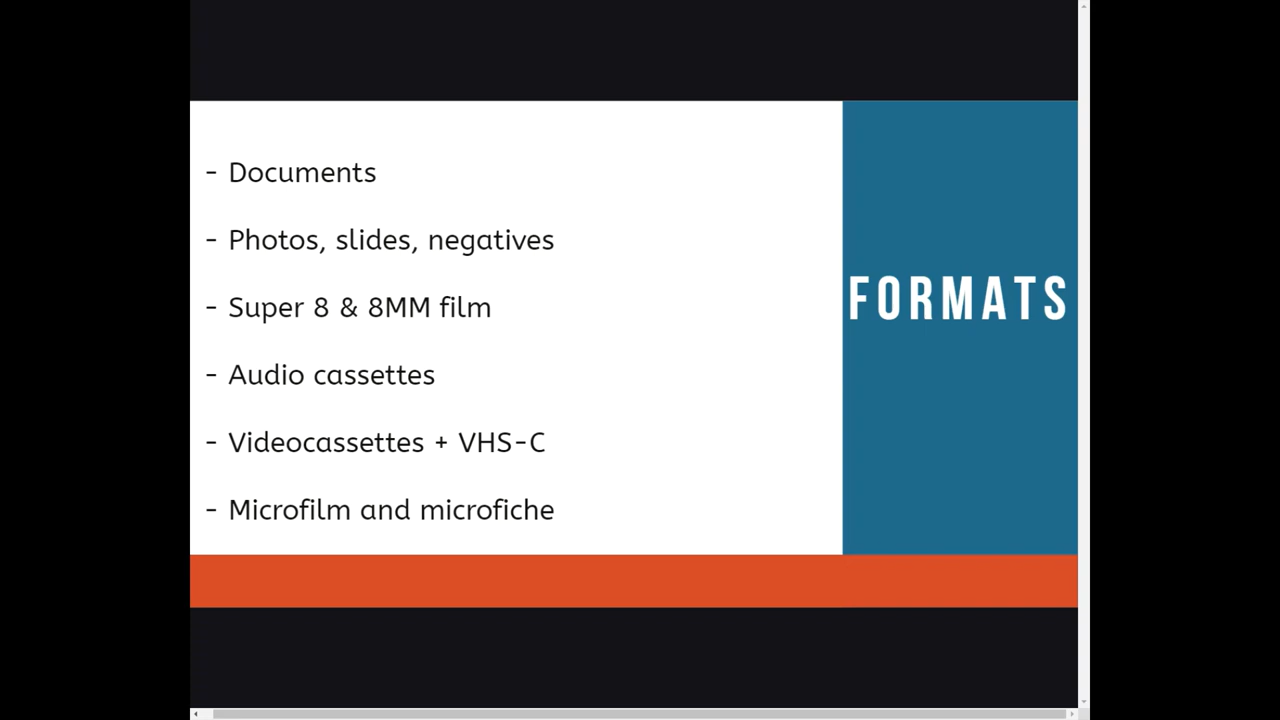 - Documents
- Photos, slides, negatives
- Super 8 & 8MM film
- Audio cassettes
- Videocassettes + VHS-C
- Microfilm and microfiche
FORMATS